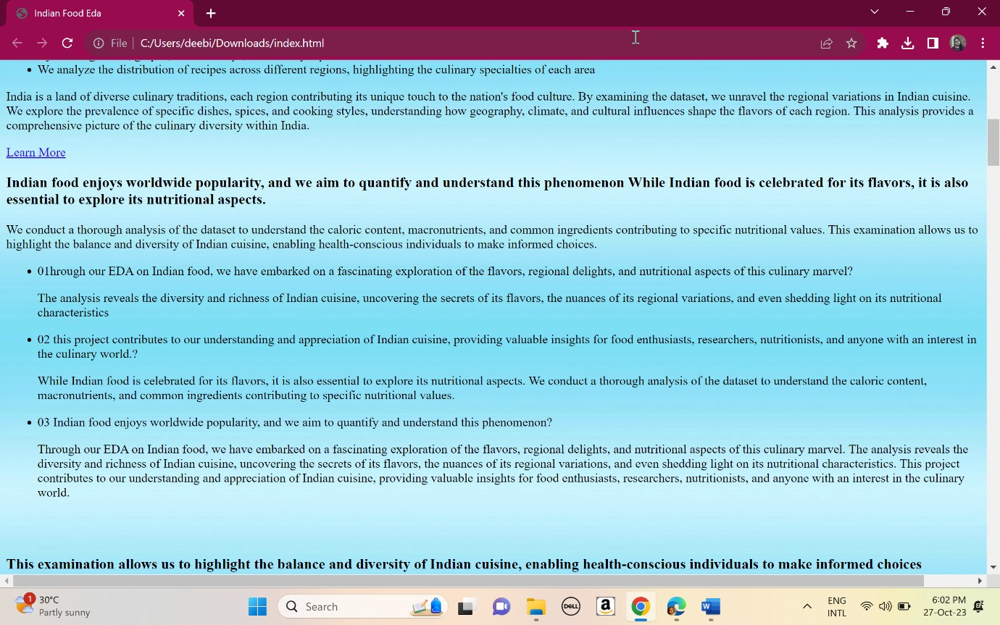 Indian Food Eda
File C:/Users/deebi/Downloads/index.html
We analyze the distribution of recipes across different regions, highlighting the culinary specialties of each area
India is a land of diverse culinary traditions, each region contributing its unique touch to the nation's food culture. By examining the dataset, we unravel the regional variations in Indian cuisine.
We explore the prevalence of specific dishes, spices, and cooking styles, understanding how geography, climate, and cultural influences shape the flavors of each region. This analysis provides a
comprehensive picture of the culinary diversity within India.
Learn More
Indian food enjoys worldwide popularity, and we aim to quantify and understand this phenomenon While Indian food is celebrated for its flavors, it is also
essential to explore its nutritional aspects.
We conduct a thorough analysis of the dataset to understand the caloric content, macronutrients, and common ingredients contributing to specific nutritional values. This examination allows us to
highlight the balance and diversity of Indian cuisine, enabling health-conscious individuals to make informed choices.
01hrough our EDA on Indian food, we have embarked on a fascinating exploration of the flavors, regional delights, and nutritional aspects of this culinary marvel?
The analysis reveals the diversity and richness of Indian cuisine, uncovering the secrets of its flavors, the nuances of its regional variations, and even shedding light on its nutritional
characteristics
02 this project contributes to our understanding and appreciation of Indian cuisine, providing valuable insights for food enthusiasts, researchers, nutritionists, and anyone with an interest in
the culinary world.?
While Indian food is celebrated for its flavors, it is also essential to explore its nutritional aspects. We conduct a thorough analysis of the dataset to understand the caloric content,
macronutrients, and common ingredients contributing to specific nutritional values.
03 Indian food enjoys worldwide popularity, and we aim to quantify and understand this phenomenon?
Through our EDA on Indian food, we have embarked on a fascinating exploration of the flavors, regional delights, and nutritional aspects of this culinary marvel. The analysis reveals the
diversity and richness of Indian cuisine, uncovering the secrets of its flavors, the nuances of its regional variations, and even shedding light on its nutritional characteristics. This project
contributes to our understanding and appreciation of Indian cuisine, providing valuable insights for food enthusiasts, researchers, nutritionists, and anyone with an interest in the culinary
world.
This examination allows us to highlight the balance and diversity of Indian cuisine, enabling health-conscious individuals to make informed choices
1
30°C
Partly sunny
Search
DELL
a
W
ENG
INTL
6:02 PM
27-Oct-23